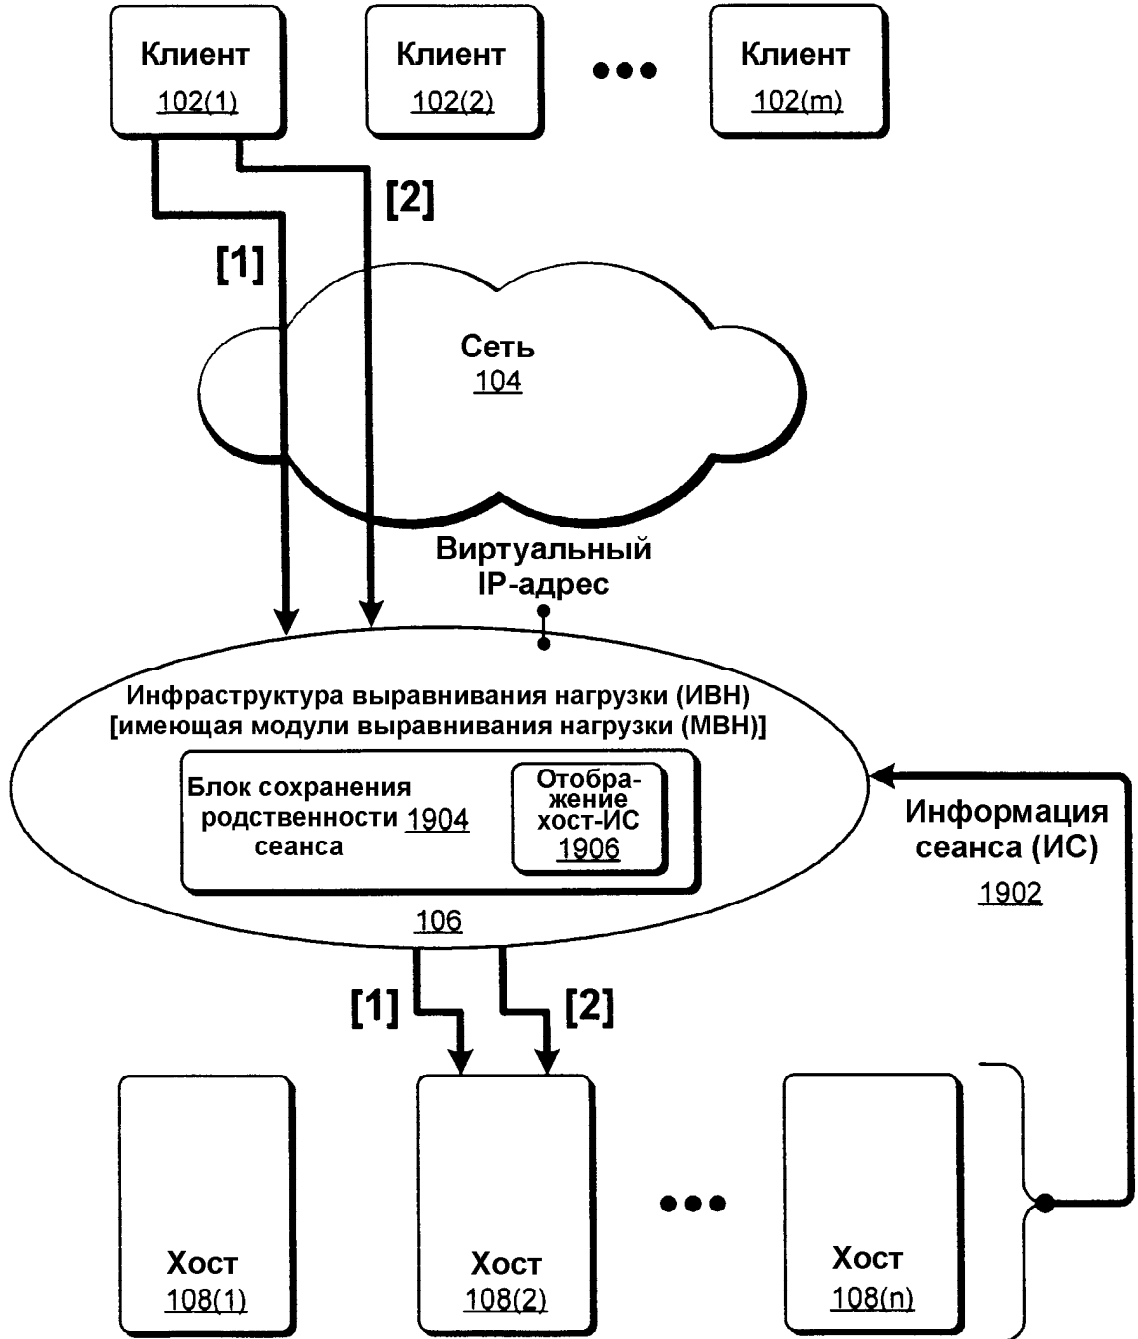 Клиент
102(1)
Клиент
102(2)
Клиент
102(m)
[2]
[1]
Сеть
104
Виртуальный
IP-адрес
Инфраструктура выравнивания нагрузки (ИВН)
[имеющая модули выравнивания нагрузки (МВН)]
Блок сохранения
родственности 1904
сеанса
Отобра-
жение
хост-ИС
1906
106
Информация
сеанса (ИС)
1902
[1]
[2]
Хост
108(1)
Хост
108(2)
Хост
108(n)